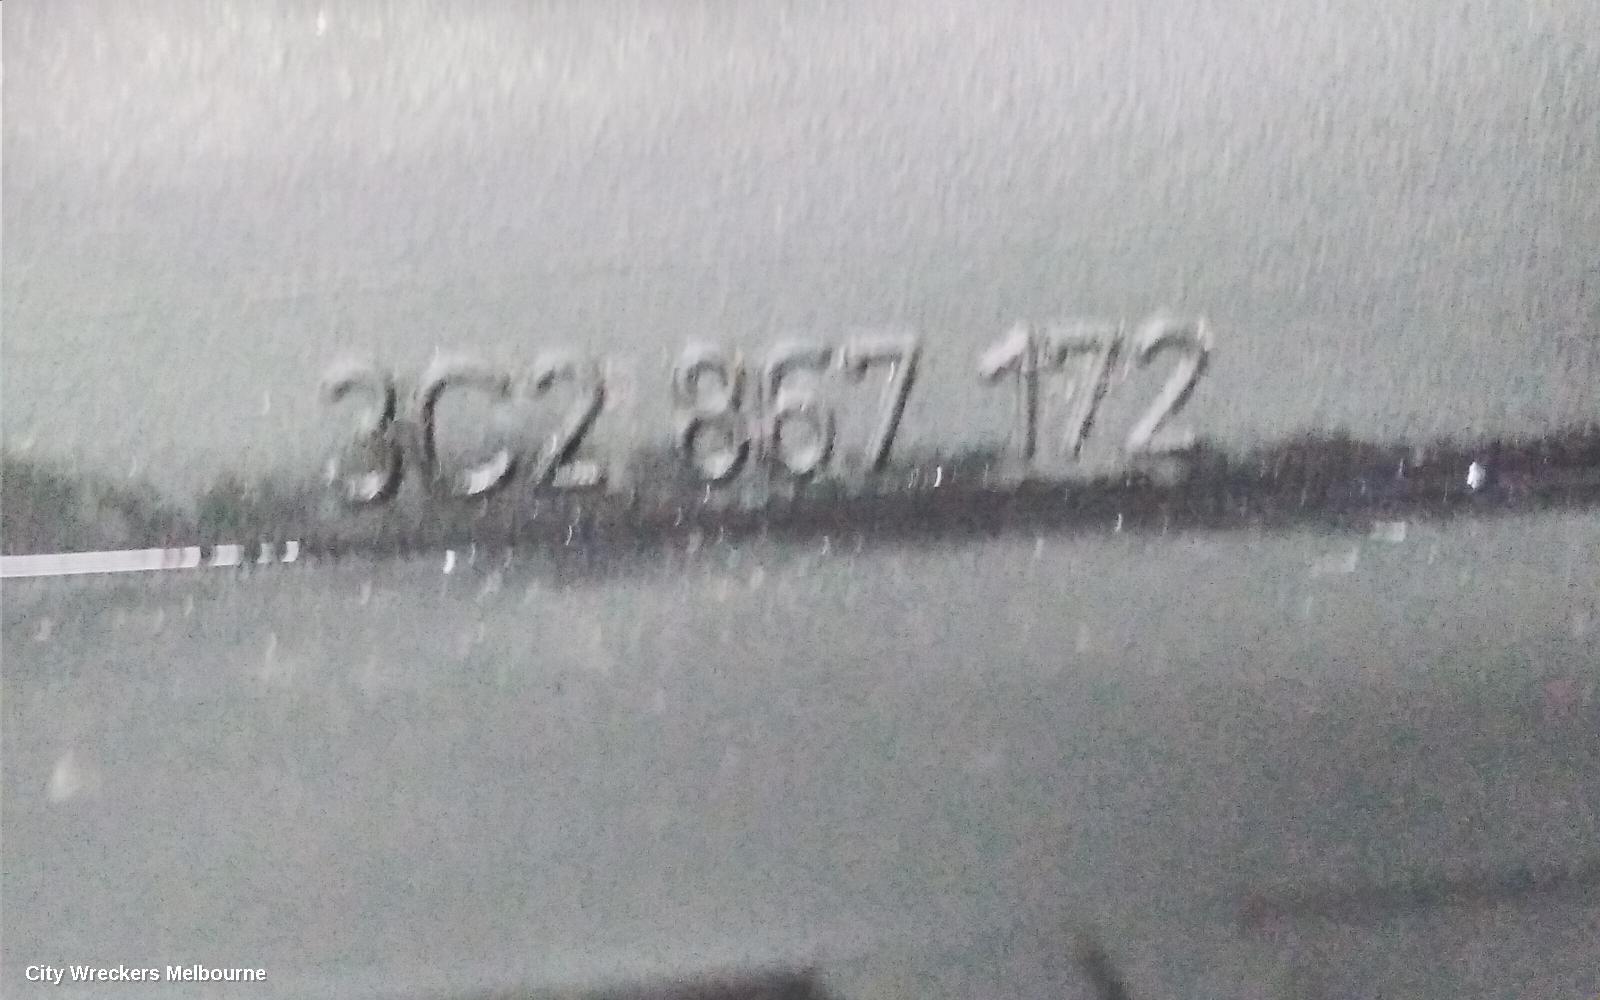 3C2 867 172
City Wreckers Melbourne